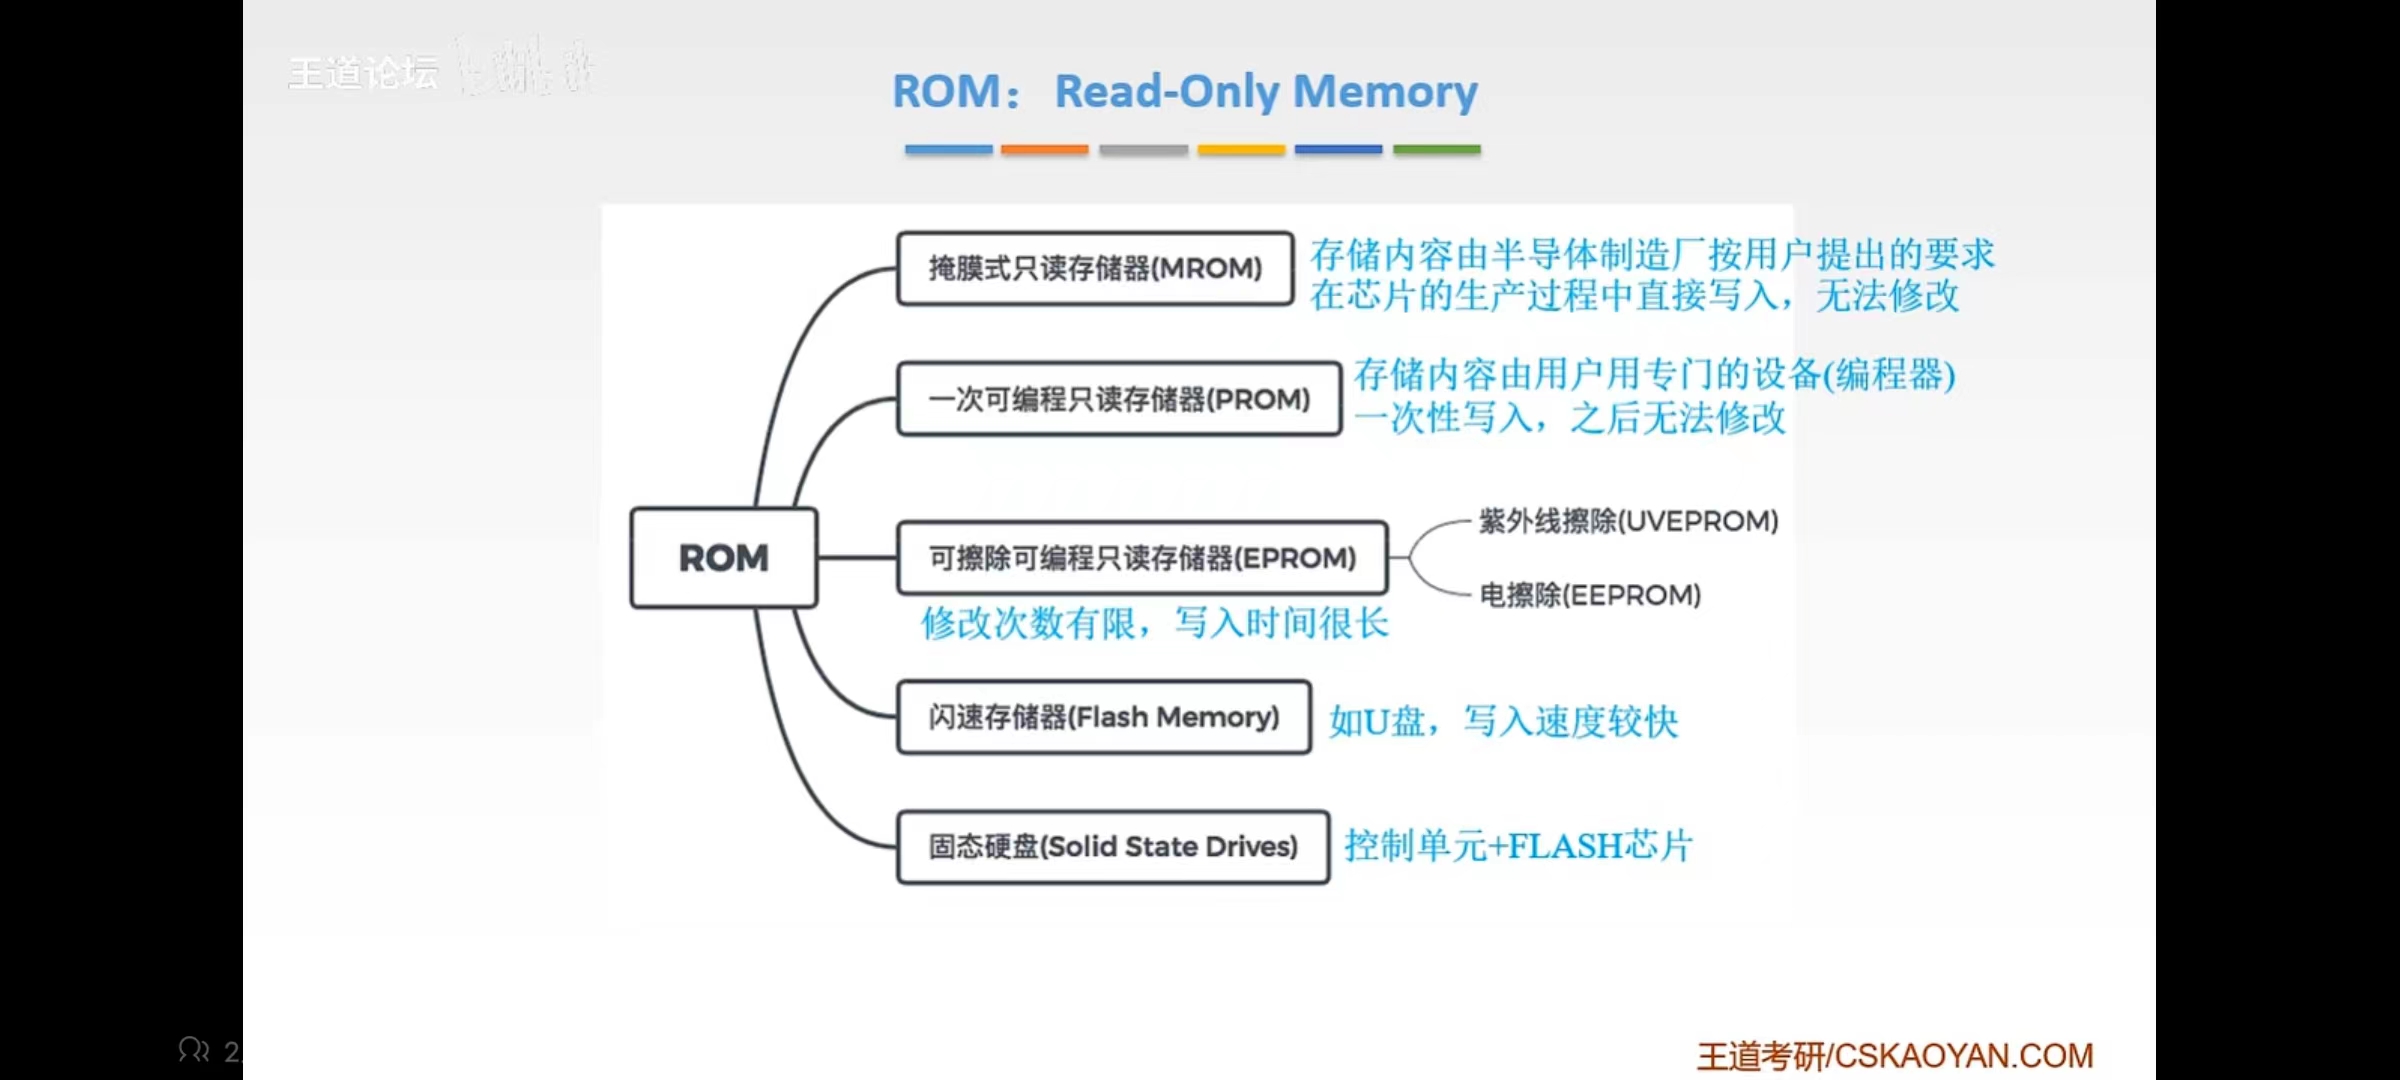 王道论坛
ROM： Read-Only Memory
掩膜式只读存储器(MROM)
存储内容由半导体制造厂按用户提出的要求
在芯片的生产过程中直接写入，无法修改
一次可编程只读存储器(PROM)
存储内容由用户用专门的设备(编程器)
一次性写入，之后无法修改
ROM
可擦除可编程只读存储器(EPROM)
紫外线擦除(UVEPROM)
电擦除(EEPROM)
修改次数有限，写入时间很长
闪速存储器(Flash Memory)
如U盘，写入速度较快
固态硬盘(Solid State Drives)
控制单元+FLASH芯片
2
王道考研/CSKAOYAN.COM